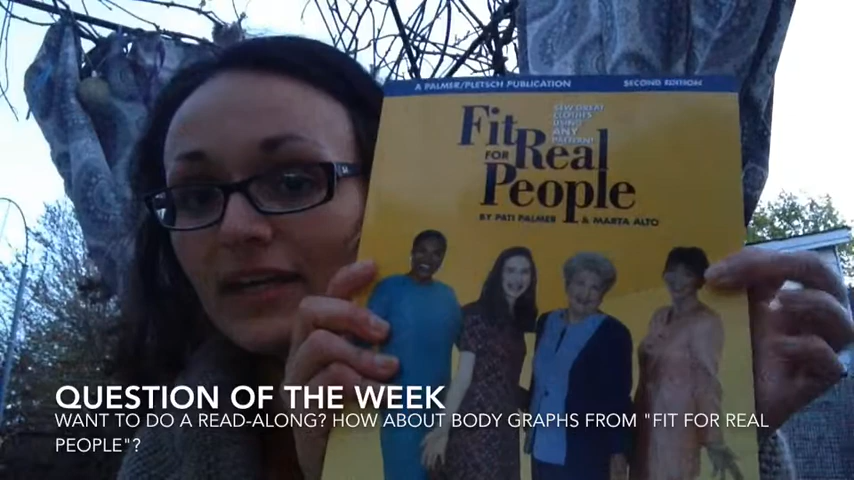 A PALMER/PLETSCH PUBLICATION SECOND EDITION
Fit
FOR Real
People
SEW GREAT
CLOTHES
USING
ANY
PATTERN!
BY PATI PALMER & MARTA ALTO
QUESTION OF THE WEEK
WANT TO DO A READ-ALONG? HOW ABOUT BODY GRAPHS FROM "FIT FOR REAL
PEOPLE"?